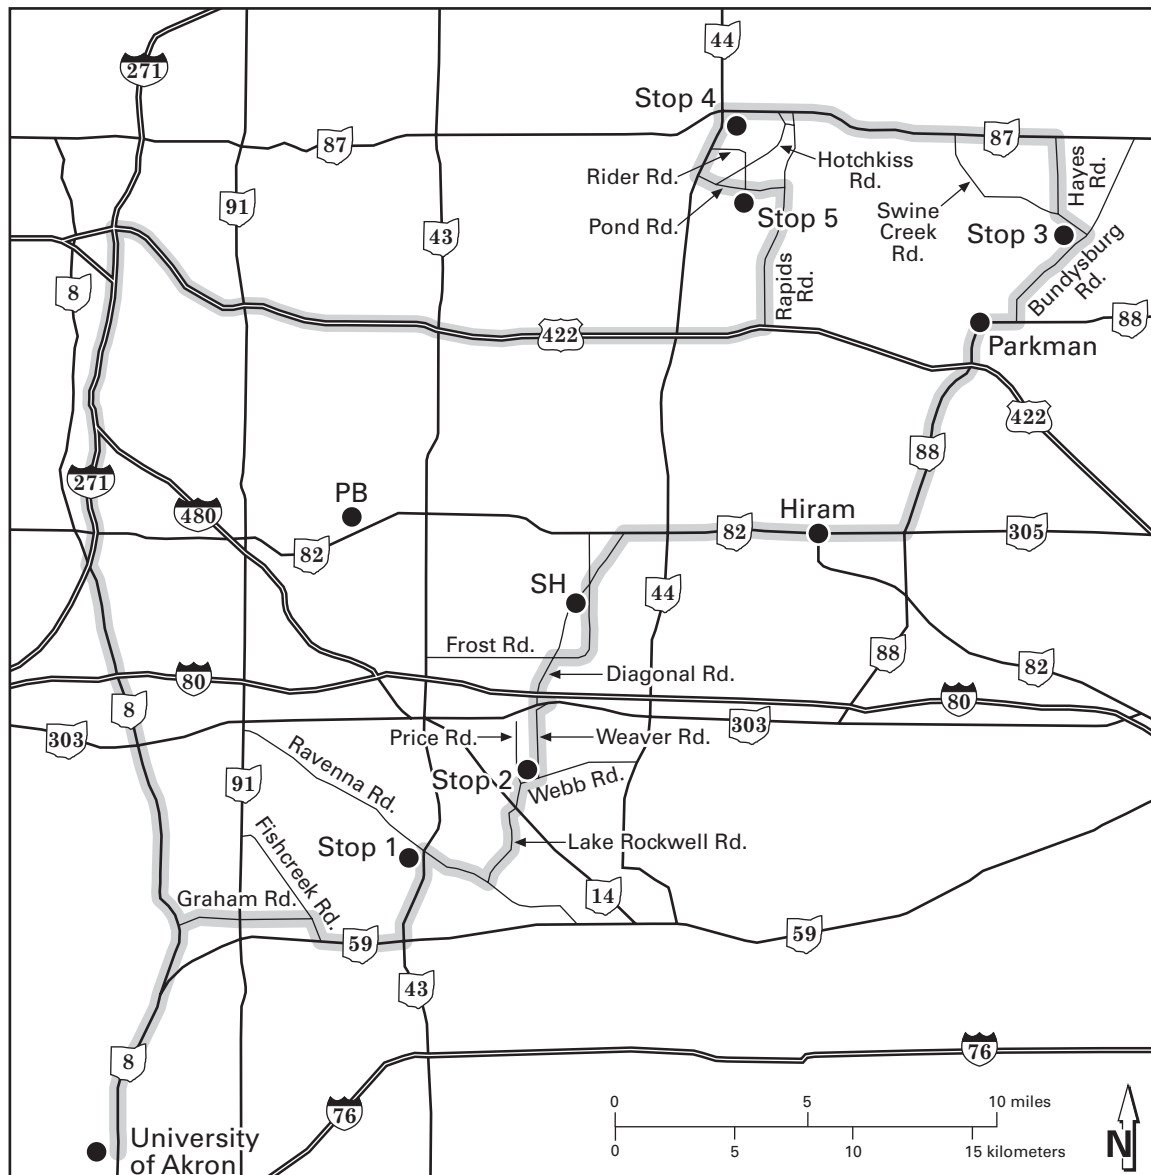 44
271
Stop 4
87
87
Hotchkiss
Rd.
Rider Rd.
Hayes
Rd.
91
Swine
Creek
Rd.
Stop 5
Pond Rd.
43
Stop 3
Bundysburg
Rd.
8
Rapids
Rd.
422
88
Parkman
422
88
271
PB
480
Hiram
82
82
305
SH
44
Frost Rd.
88
82
Diagonal Rd.
80
80
8
303
303
Price Rd.
Weaver Rd.
Ravenna Rd.
91
Stop 2
Webb Rd.
Fishcreek Rd.
Stop 1
Lake Rockwell Rd.
14
Graham Rd.
59
59
43
8
76
76
0
5
10 miles
5
10
15 kilometers
N
University
of Akron